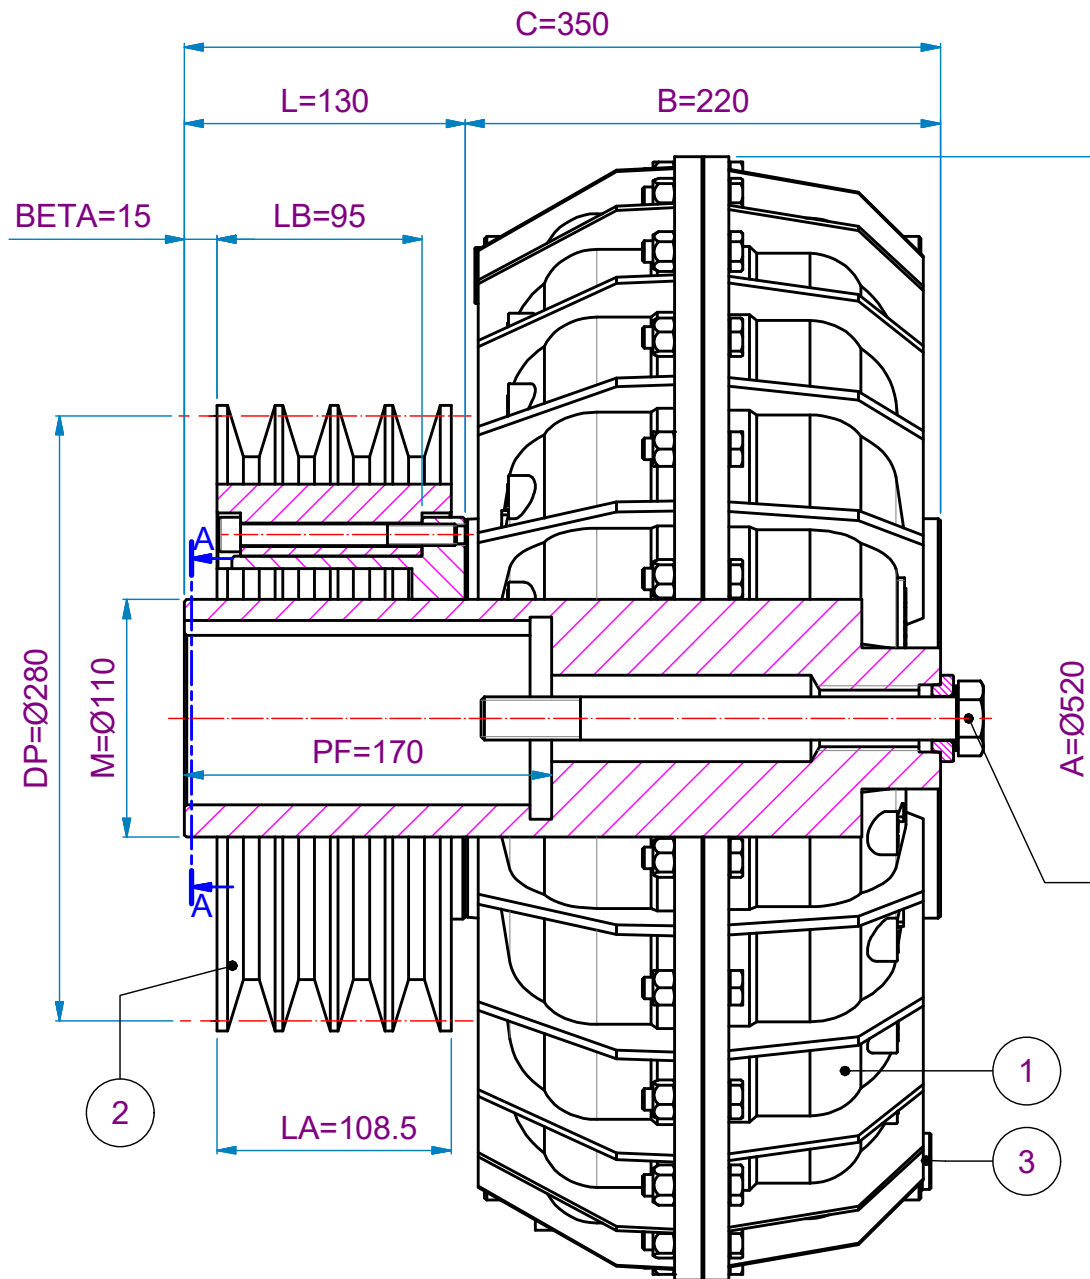 C=350
L=130
B=220
BETA=15
LB=95
A
DP=Ø280
M=Ø110
PF=170
A=Ø520
A
2
LA=108.5
1
3